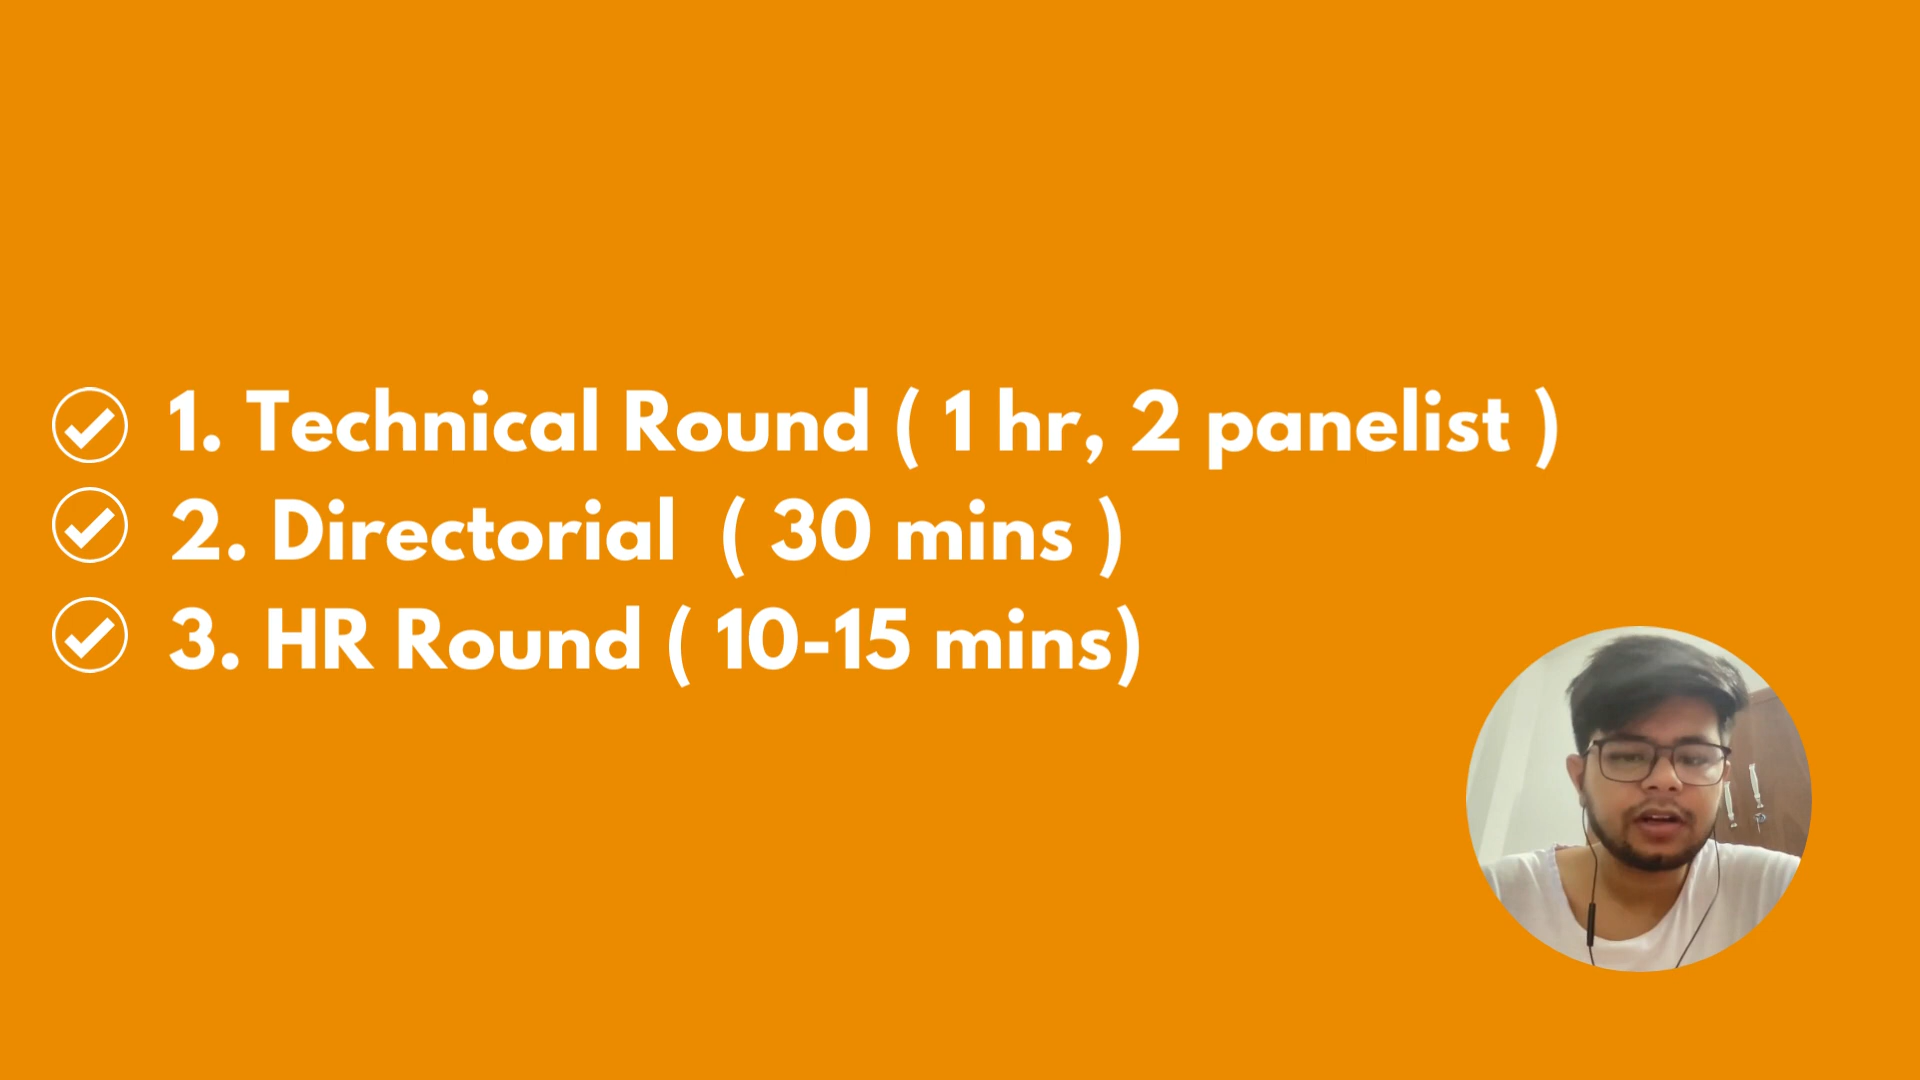 1. Technical Round ( 1 hr, 2 panelist )
2. Directorial ( 30 mins )
3. HR Round ( 10-15 mins)